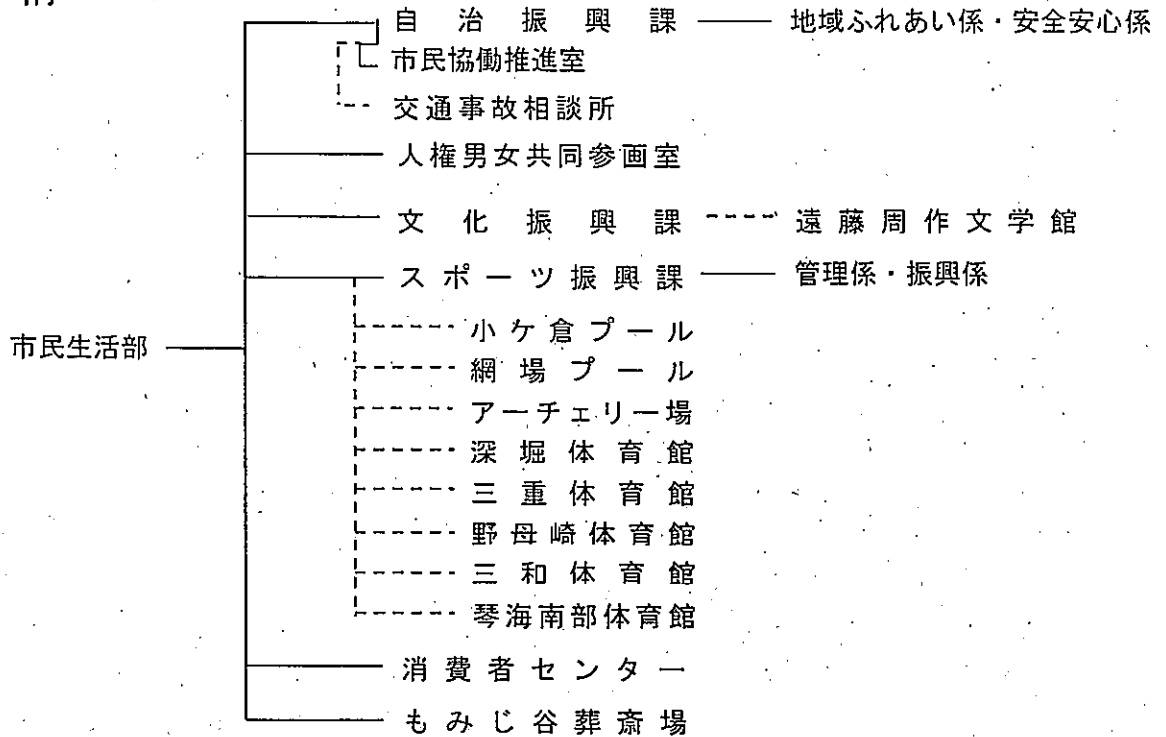 自治振興課 地域ふれあい係・安全安心係
市民協働推進室
交通事故相談所
人権男女共同参画室
文化振興課 遠藤周作文学館
スポーツ振興課 管理係・振興係
小ケ倉プール
市民生活部
網場プール
アーチェリー場
深堀体育館
三重体育館
野母崎体育館
三和体育館
琴海南部体育館
消費者センター
もみじ谷葬斎場